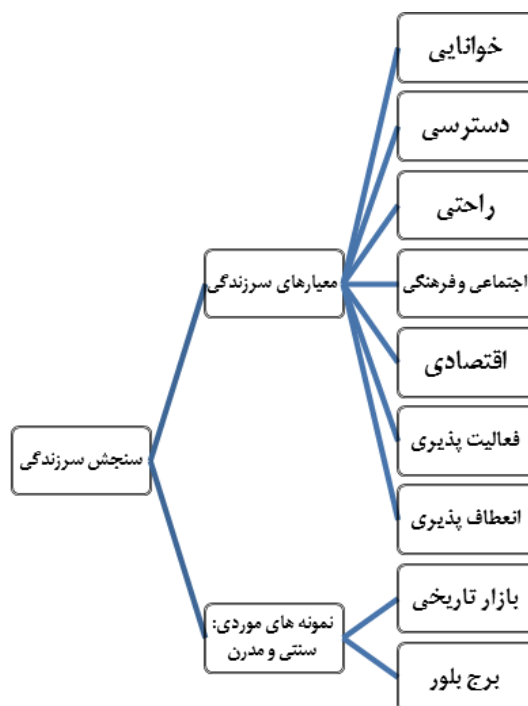 خوانایی
دسترسی
راحتی
اجتماعی و فرهنگی
اقتصادی
فعالیت پذیری
انعطاف پذیری
معیارهای سرزندگی
سنجش سرزندگی
نمونه های موردی:
سنتی و مدرن
بازار تاریخی
برج بلور